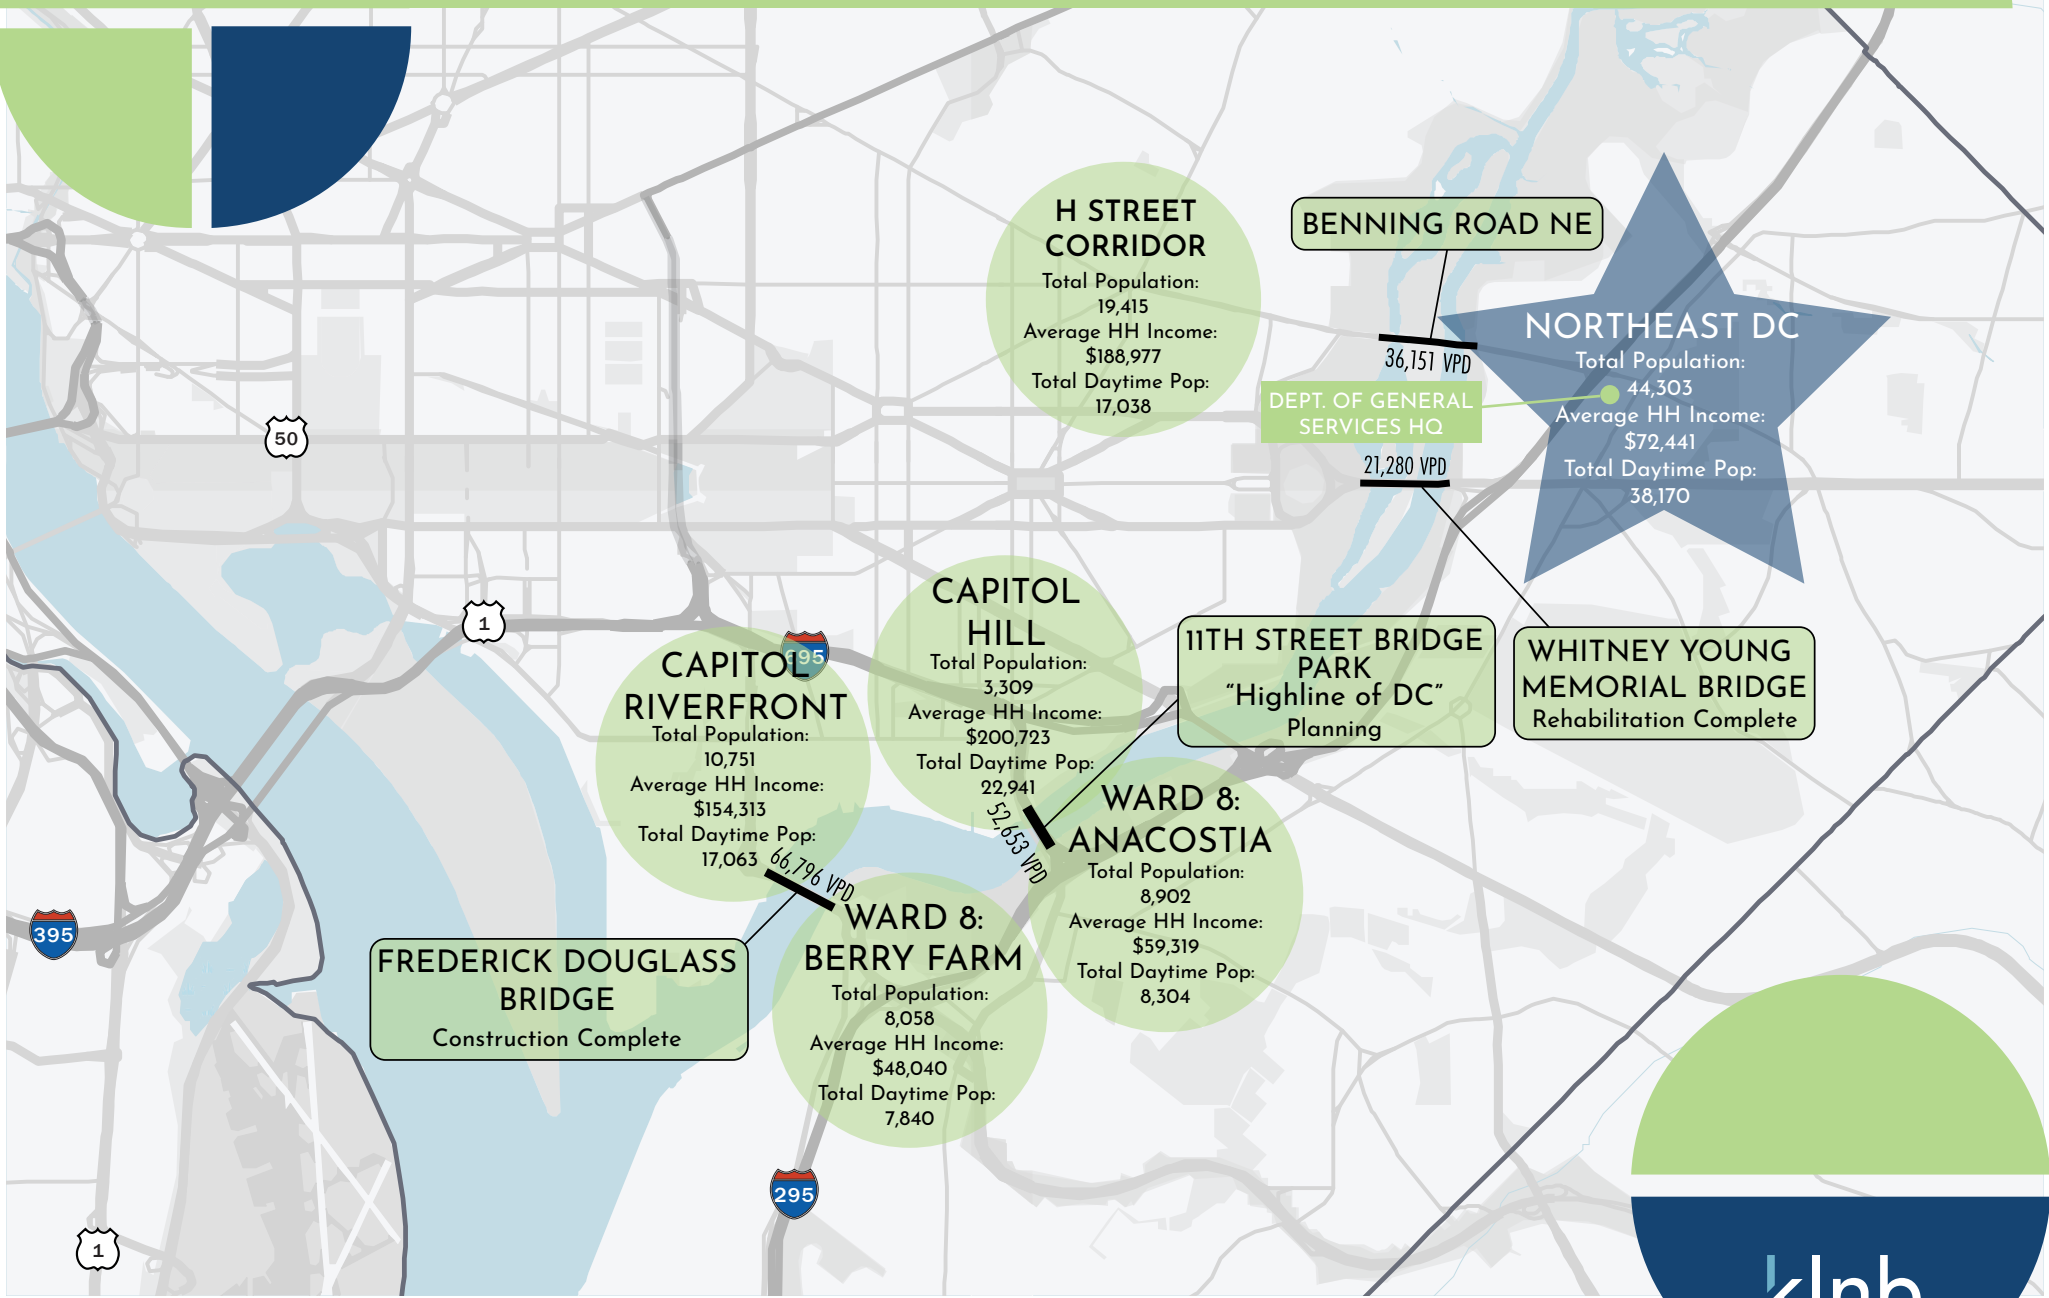 H STREET
CORRIDOR
Total Population:
19,415
Average HH Income:
$188,977
Total Daytime Pop:
17,038
BENNING ROAD NE
36,151 VPD
NORTHEAST DC
Total Population:
44,303
Average HH Income:
$72,441
Total Daytime Pop:
38,170
DEPT. OF GENERAL
SERVICES HQ
21,280 VPD
50
1
CAPITOL
HILL
Total Population:
3,309
Average HH Income:
$200,723
Total Daytime Pop:
22,941
11TH STREET BRIDGE
PARK
“Highline of DC”
Planning
WHITNEY YOUNG
MEMORIAL BRIDGE
Rehabilitation Complete
CAPITOL
RIVERFRONT
Total Population:
10,751
Average HH Income:
$154,313
Total Daytime Pop:
17,063
66,796 VPD
52,653 VPD
WARD 8:
ANACOSTIA
Total Population:
8,902
Average HH Income:
$59,319
Total Daytime Pop:
8,304
WARD 8:
BERRY FARM
Total Population:
8,058
Average HH Income:
$48,040
Total Daytime Pop:
7,840
395
FREDERICK DOUGLASS
BRIDGE
Construction Complete
295
1
klnb